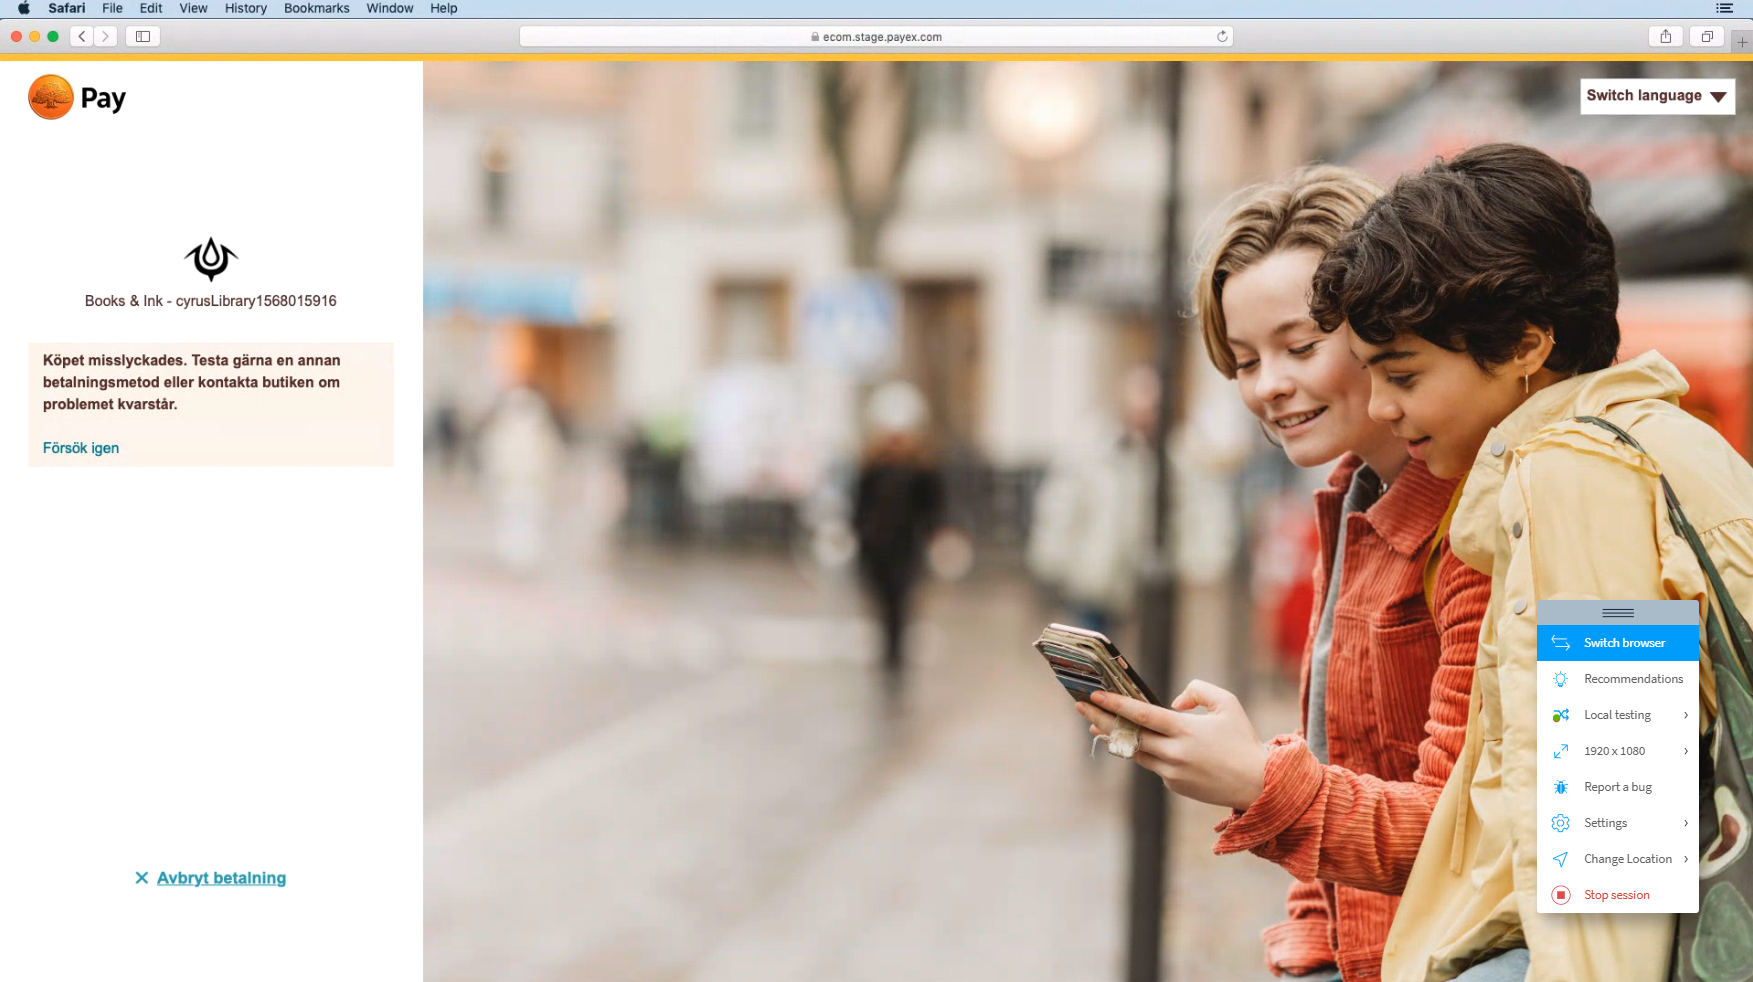 Safari File Edit View History Bookmarks Window Help
ecom.stage.payex.com
Pay
Switch language
Books & Ink - cyrusLibrary1568015916
Köpet misslyckades. Testa gärna en annan
betalningsmetod eller kontakta butiken om
problemet kvarstår.
Försök igen
Avbryt betalning
Switch browser
Recommendations
Local testing
1920 x 1080
Report a bug
Settings
Change Location
Stop session